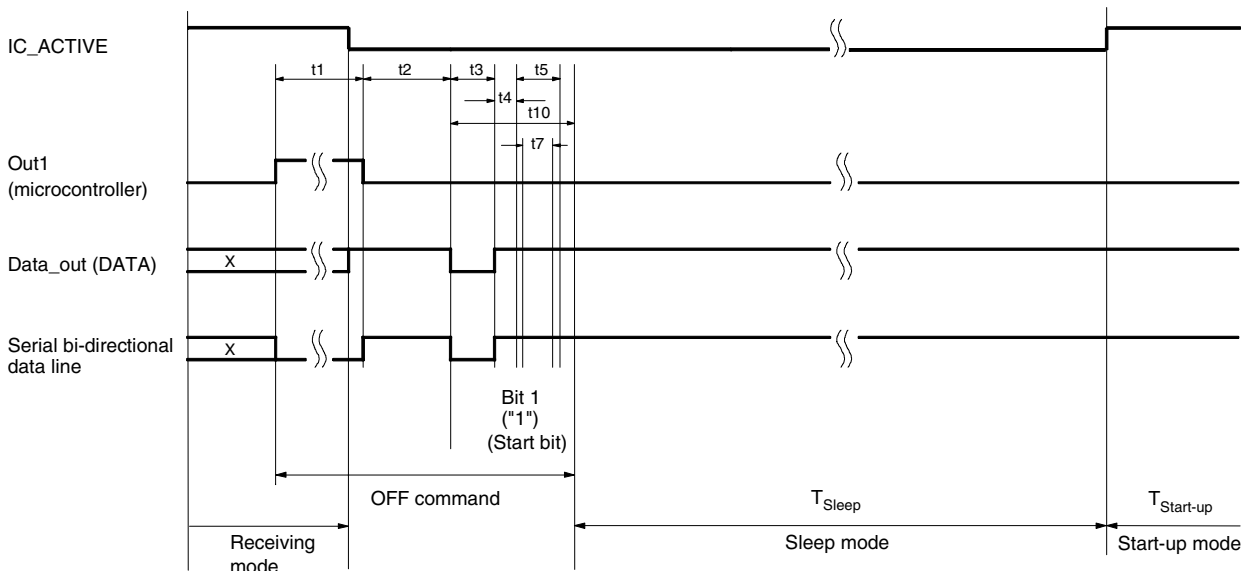 IC_ACTIVE
t1
t2
t3
t5
t4
t10
t7
Out1
(microcontroller)
Data_out (DATA)
X
Serial bi-directional
data line
X
Bit 1
("1")
(Start bit)
OFF command
TSleep
TStart-up
Receiving
mode
Sleep mode
Start-up mode